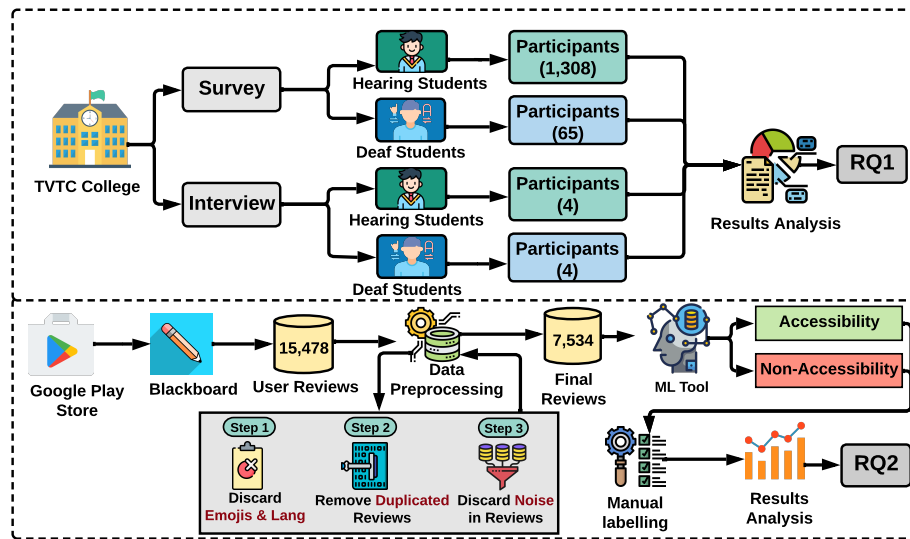 TVTC College
Survey
Interview
Hearing Students
Deaf Students
Hearing Students
Deaf Students
Participants
(1,308)
Participants
(65)
Participants
(4)
Participants
(4)
Results Analysis
RQ1
Google Play
Store
Blackboard
15,478
User Reviews
Data
Preprocessing
7,534
Final
Reviews
ML Tool
Accessibility
Non-Accessibility
Step 1
Discard
Emojis & Lang
Step 2
Remove Duplicated
Reviews
Step 3
Discard Noise
in Reviews
Manual
labelling
Results
Analysis
RQ2